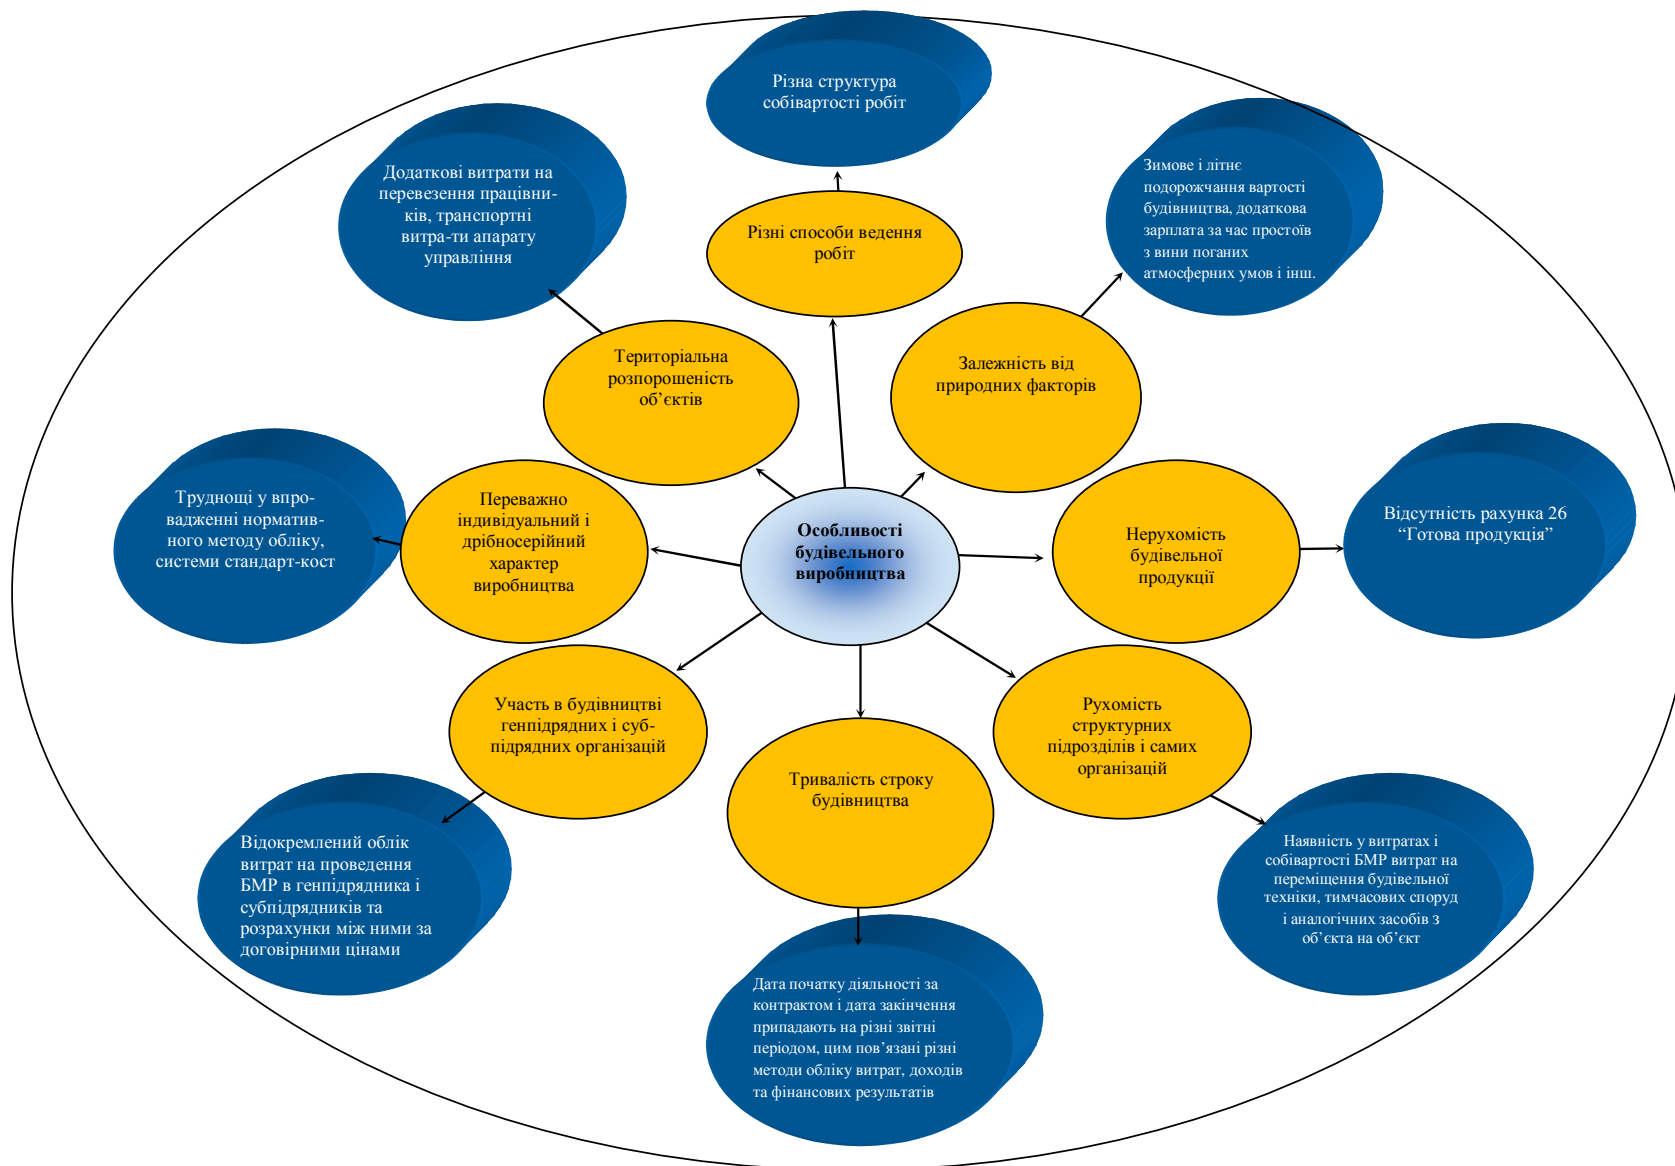 Різна структура
собівартості робіт
Додаткові витрати на
перевезення працівни-
ків, транспортні
витра-ти апарату
управління
Зимове і літнє
подорожчання вартості
будівництва, додаткова
зарплата за час простоїв
з вини поганих
атмосферних умов і інш.
Різні способи ведення
робіт
Територіальна
розпорошеність
об’єктів
Залежність від
природних факторів
Труднощі у впро-
вадженні норматив-
ного методу обліку,
системи стандарт-кост
Переважно
індивідуальний і
дрібносерійний
характер
виробництва
Особливості
будівельного
виробництва
Нерухомість
будівельної
продукції
Відсутність рахунка 26
“Готова продукція”
Участь в будівництві
генпідрядних і суб-
підрядних організацій
Тривалість строку
будівництва
Рухомість
структурних
підрозділів і самих
організацій
Відокремлений облік
витрат на проведення
БМР в генпідрядника і
субпідрядників та
розрахунки між ними за
договірними цінами
Дата початку діяльності за
контрактом і дата закінчення
припадають на різні звітні
періодом, цим пов’язані різні
методи обліку витрат, доходів
та фінансових результатів
Наявність у витратах і
собівартості БМР витрат на
переміщення будівельної
техніки, тимчасових споруд
і аналогічних засобів з
об’єкта на об’єкт